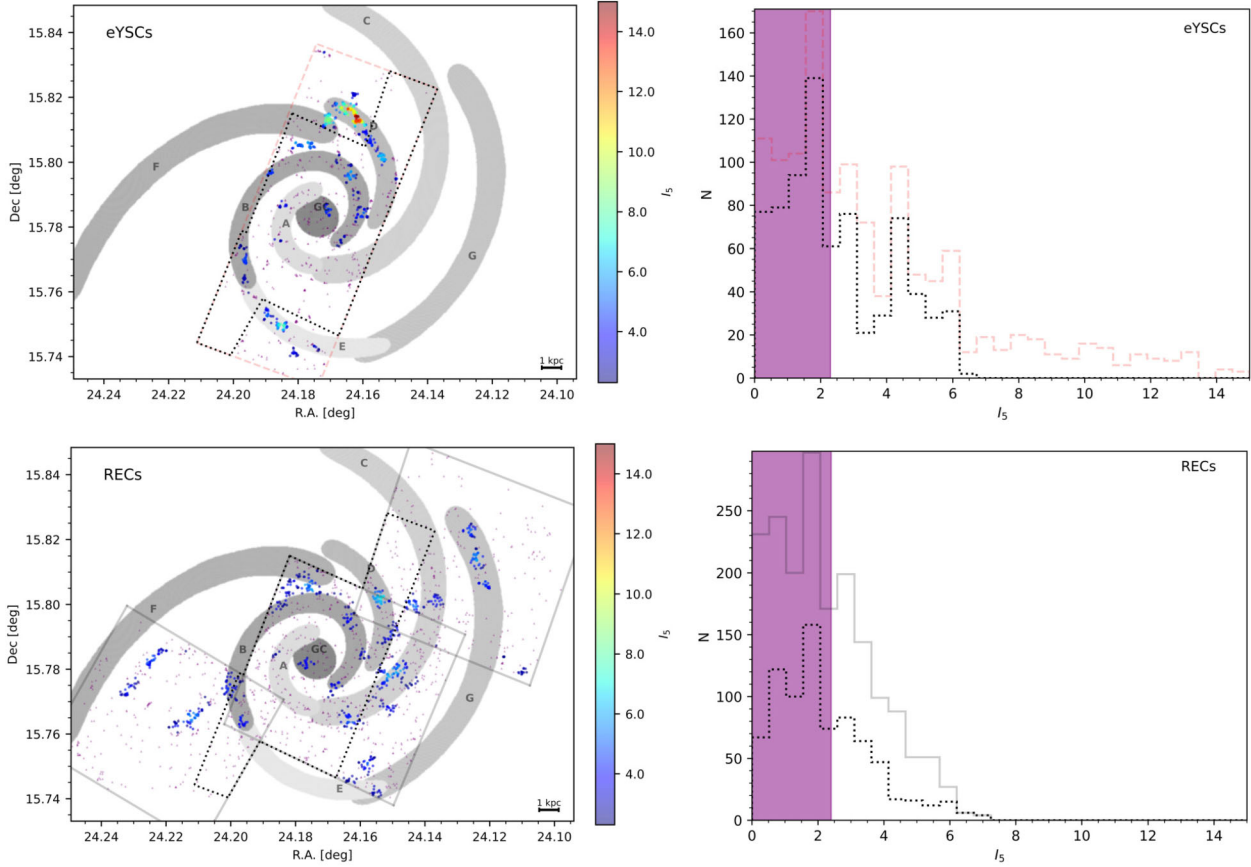 eYSCs
C
D
F
B
A
GC
G
E
1 kpc
15.84
15.82
15.80
15.78
15.76
15.74
Dec [deg]
24.24 24.22 24.20 24.18 24.16 24.14 24.12 24.10
R.A. [deg]
14.0
12.0
10.0
8.0
6.0
4.0
I5
eYSCs
N
160
140
120
100
80
60
40
20
0
0 2 4 6 8 10 12 14
I5
RECs
C
D
F
B
A
GC
G
E
1 kpc
15.84
15.82
15.80
15.78
15.76
15.74
Dec [deg]
24.24 24.22 24.20 24.18 24.16 24.14 24.12 24.10
R.A. [deg]
14.0
12.0
10.0
8.0
6.0
4.0
I5
RECs
N
250
200
150
100
50
0
0 2 4 6 8 10 12 14
I5